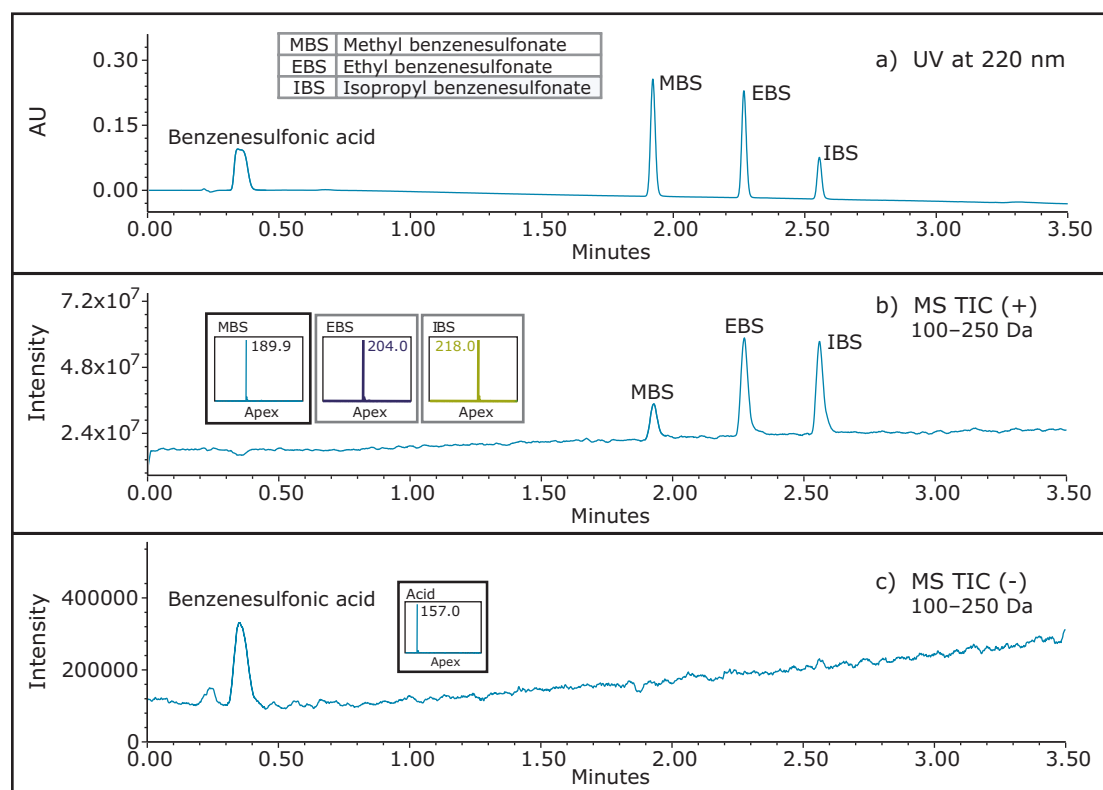 MBS Methyl benzenesulfonate
EBS Ethyl benzenesulfonate
IBS Isopropyl benzenesulfonate
a) UV at 220 nm
AU
0.30
0.15
0.00
Benzenesulfonic acid
MBS
EBS
IBS
0.00 0.50 1.00 1.50 2.00 2.50 3.00 3.50
Minutes
b) MS TIC (+)
100–250 Da
Intensity
7.2x10⁷
4.8x10⁷
2.4x10⁷
MBS
189.9
Apex
EBS
204.0
Apex
IBS
218.0
Apex
MBS
EBS
IBS
0.00 0.50 1.00 1.50 2.00 2.50 3.00 3.50
Minutes
c) MS TIC (-)
100–250 Da
Intensity
400000
200000
0
Benzenesulfonic acid
Acid
157.0
Apex
0.00 0.50 1.00 1.50 2.00 2.50 3.00 3.50
Minutes